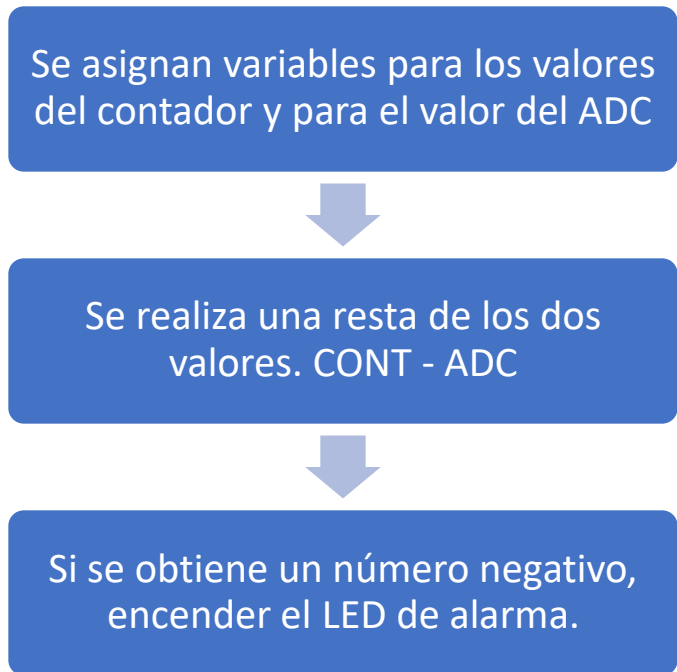 Se asignan variables para los valores
del contador y para el valor del ADC
Se realiza una resta de los dos
valores. CONT - ADC
Si se obtiene un número negativo,
encender el LED de alarma.